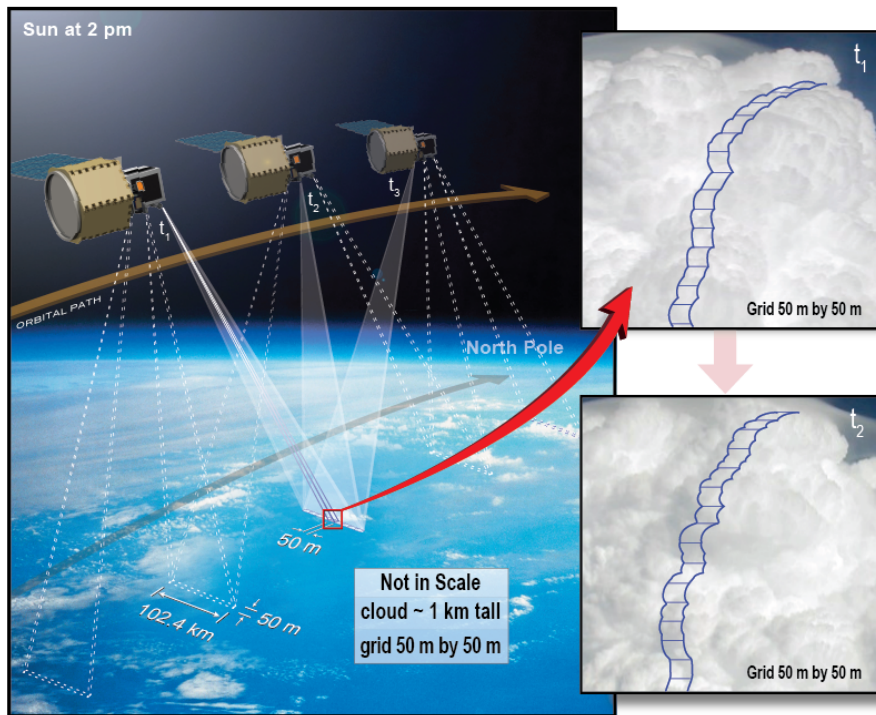 Sun at 2 pm
t1
t2
t3
ORBITAL PATH
North Pole
50 m
102.4 km
50 m
Not in Scale
cloud ~ 1 km tall
grid 50 m by 50 m
t1
Grid 50 m by 50 m
t2
Grid 50 m by 50 m